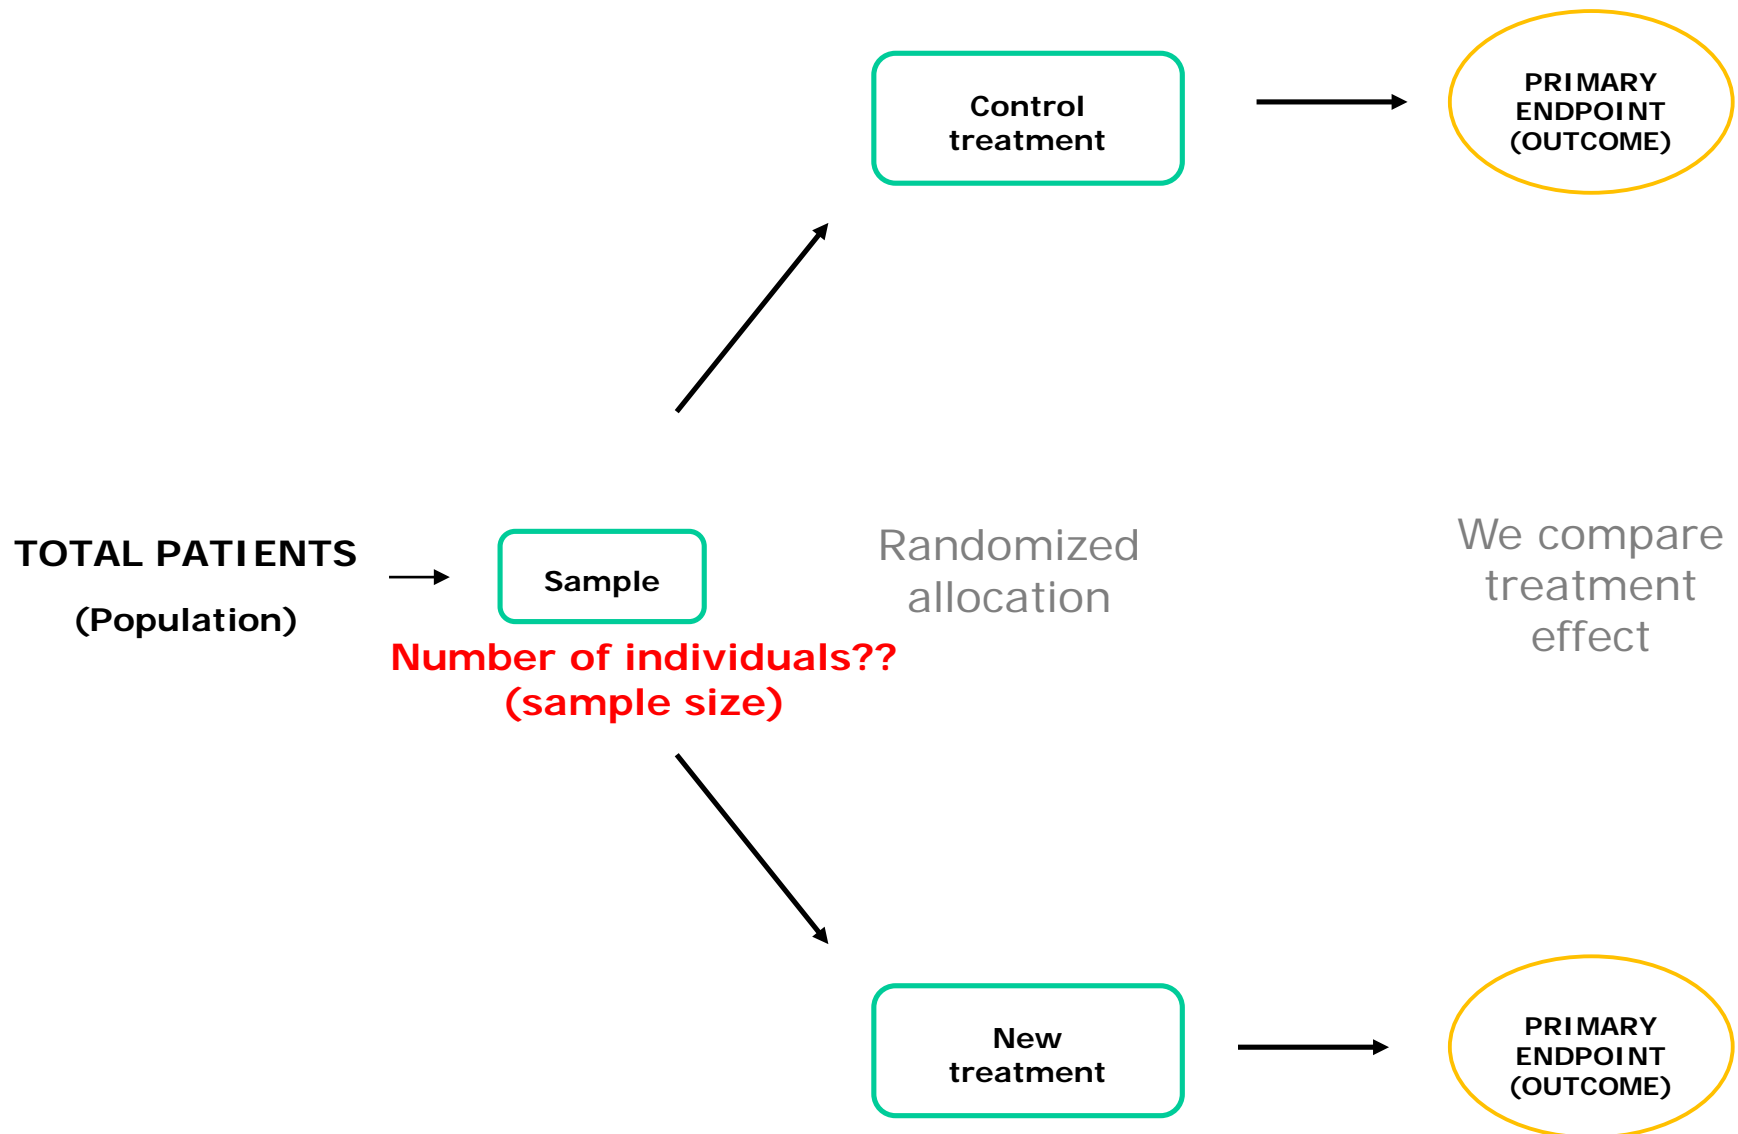 Control
treatment
PRIMARY
ENDPOINT
(OUTCOME)
TOTAL PATIENTS
(Population)
Sample
Number of individuals??
(sample size)
Randomized
allocation
We compare
treatment
effect
New
treatment
PRIMARY
ENDPOINT
(OUTCOME)